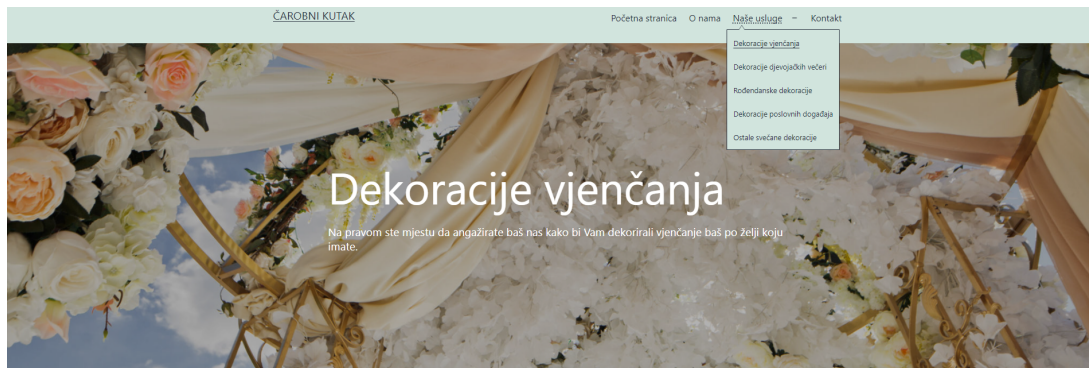 ČAROBNI KUTAK
Početna stranica O nama Naše usluge – Kontakt
Dekoracije vjenčanja
Dekoracije djevojačkih večeri
Rođendanske dekoracije
Dekoracije poslovnih događaja
Ostale svečane dekoracije
Dekoracije vjenčanja
Na pravom ste mjestu da angažirate baš nas kako bi Vam dekorirali vjenčanje baš po želji koju
imate.